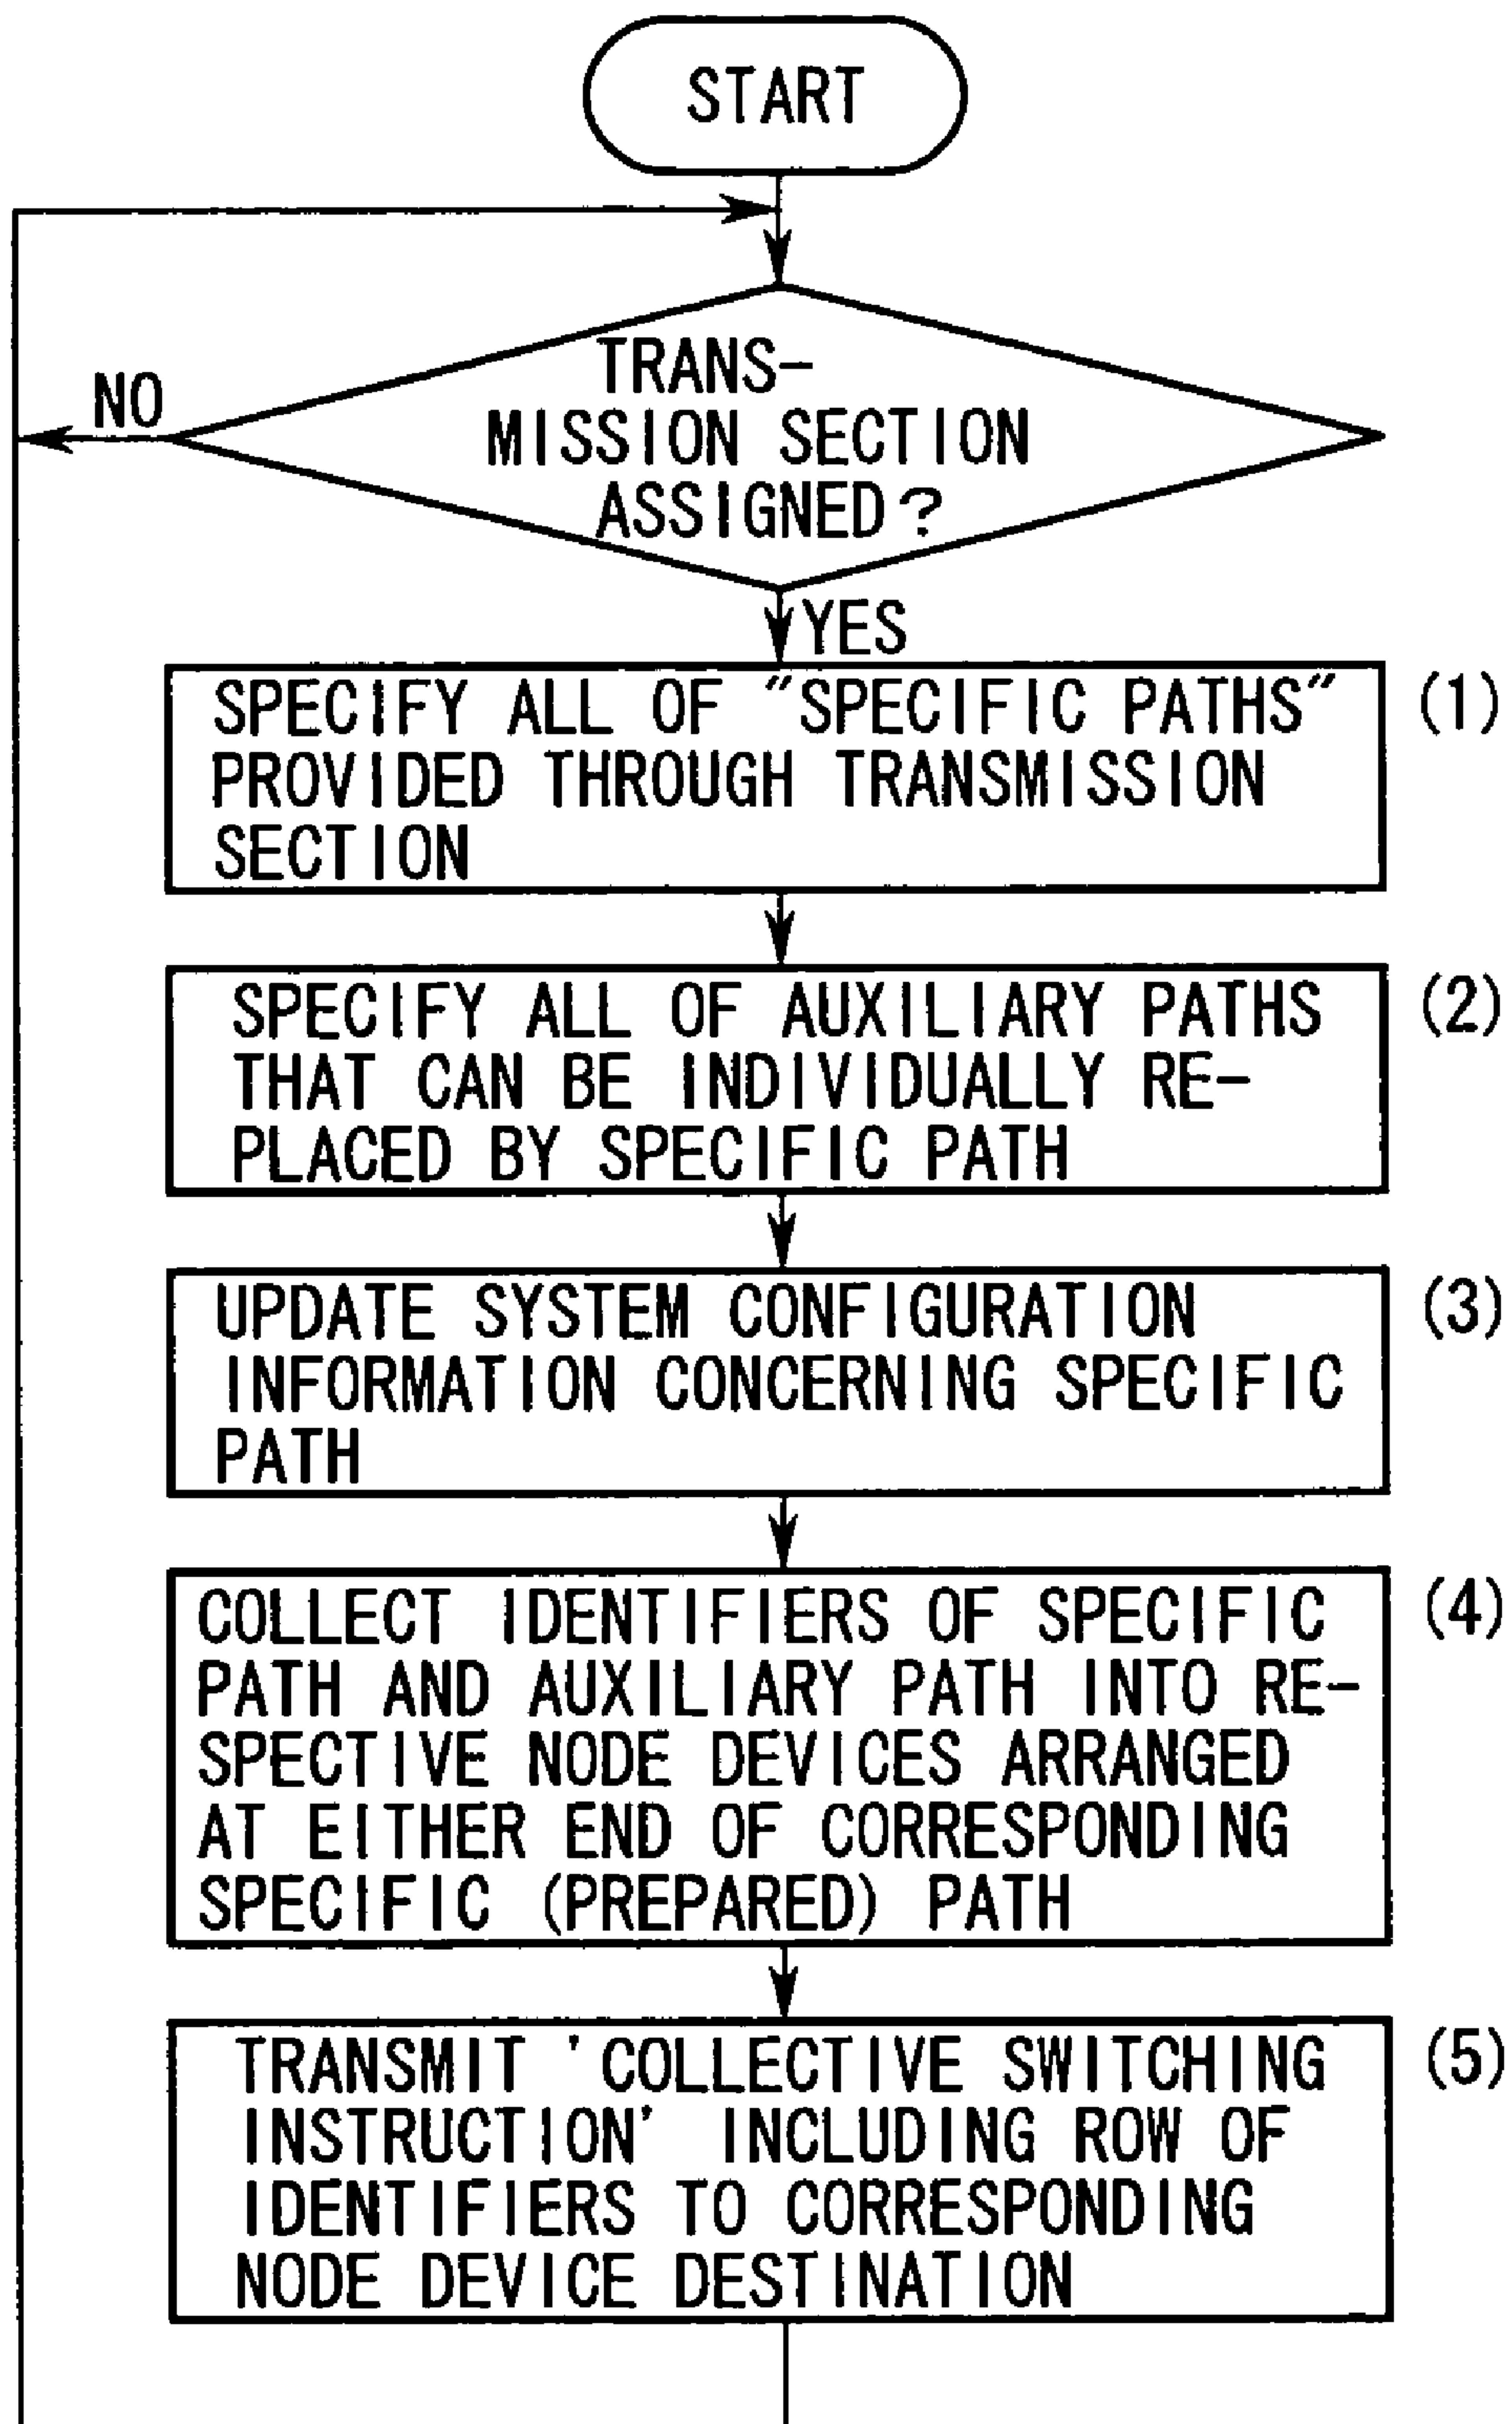 START
TRANS-
MISSION SECTION
ASSIGNED?
NO
YES
SPECIFY ALL OF "SPECIFIC PATHS"
PROVIDED THROUGH TRANSMISSION
SECTION
(1)
SPECIFY ALL OF AUXILIARY PATHS
THAT CAN BE INDIVIDUALLY RE-
PLACED BY SPECIFIC PATH
(2)
UPDATE SYSTEM CONFIGURATION
INFORMATION CONCERNING SPECIFIC
PATH
(3)
COLLECT IDENTIFIERS OF SPECIFIC
PATH AND AUXILIARY PATH INTO RE-
SPECTIVE NODE DEVICES ARRANGED
AT EITHER END OF CORRESPONDING
SPECIFIC (PREPARED) PATH
(4)
TRANSMIT 'COLLECTIVE SWITCHING
INSTRUCTION' INCLUDING ROW OF
IDENTIFIERS TO CORRESPONDING
NODE DEVICE DESTINATION
(5)